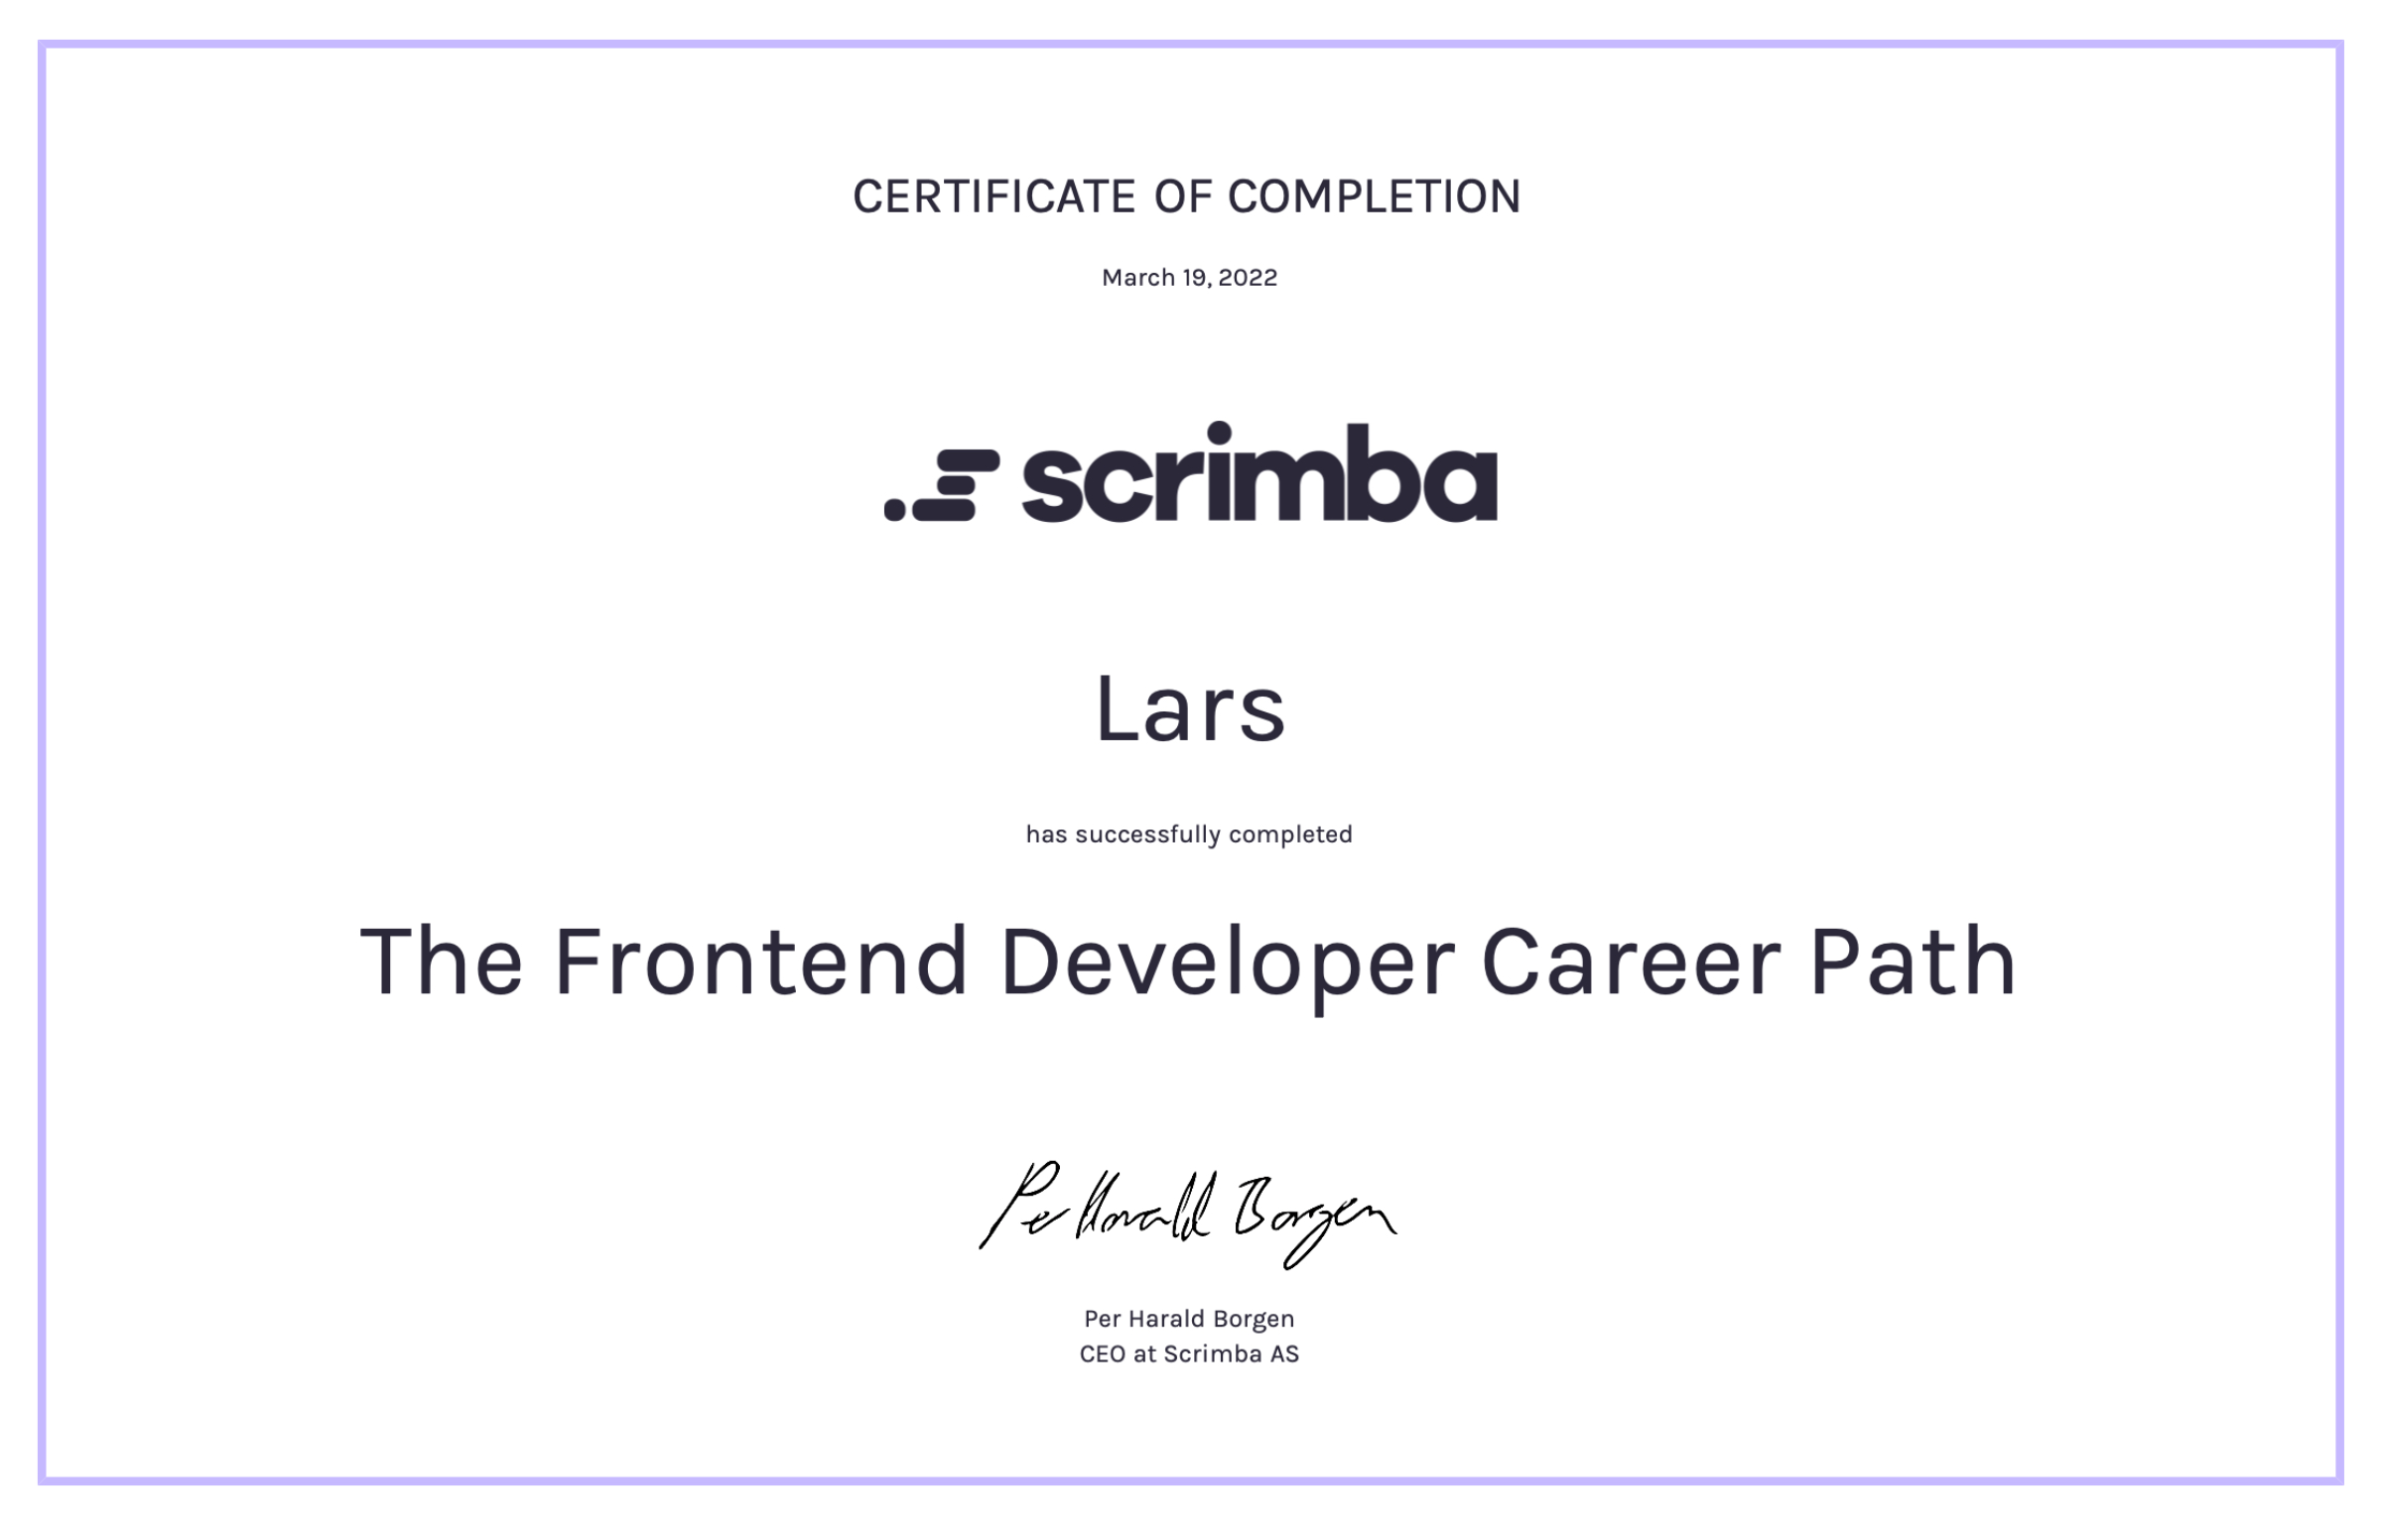 CERTIFICATE OF COMPLETION
March 19, 2022
scrimba
Lars
has successfully completed
The Frontend Developer Career Path
Per Harald Borgen
Per Harald Borgen
CEO at Scrimba AS